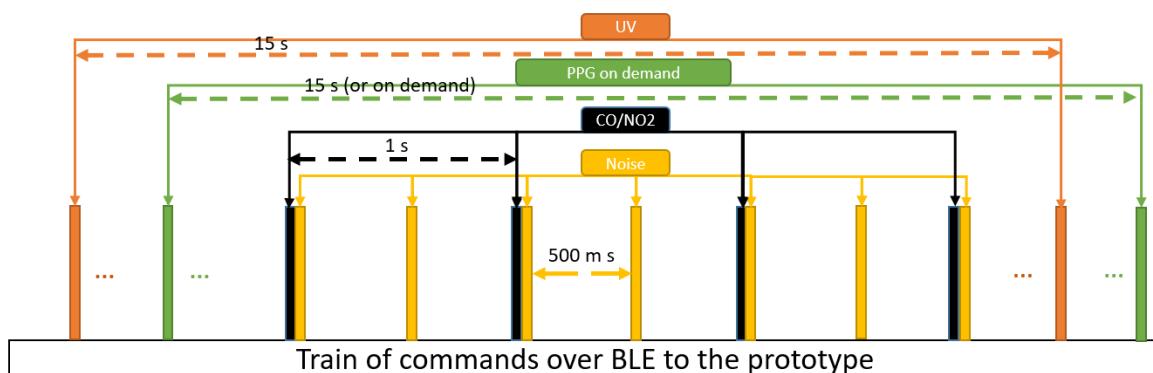 UV
15 s
PPG on demand
15 s (or on demand)
CO/NO2
1 s
Noise
500 m s
... ... ... ...
Train of commands over BLE to the prototype